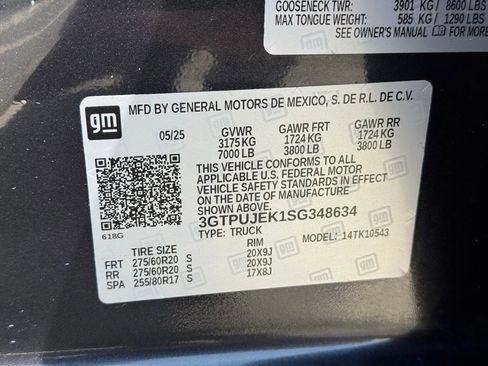 GOOSENECK TWR: 3901 KG/ 8600 LBS
MAX TONGUE WEIGHT: 585 KG/ 1290 LBS
SEE OWNER'S MANUAL FOR MORE
gm
MFD BY GENERAL MOTORS DE MEXICO, S. DE R.L. DE C.V.
05/25 GVWR GAWR FRT GAWR RR
3175 KG 1724 KG 1724 KG
7000 LB 3800 LB 3800 LB
THIS VEHICLE CONFORMS TO ALL
APPLICABLE U.S. FEDERAL MOTOR
VEHICLE SAFETY STANDARDS IN EFFECT
ON THE DATE OF MANUFACTURE
SHOWN ABOVE.
3GTPUJEK1SG348634
618G TYPE: TRUCK MODEL: 14TK10543
TIRE SIZE RIM
FRT 275/60R20 S 20X9J
RR 275/60R20 S 20X9J
SPA 255/80R17 S 17X8J